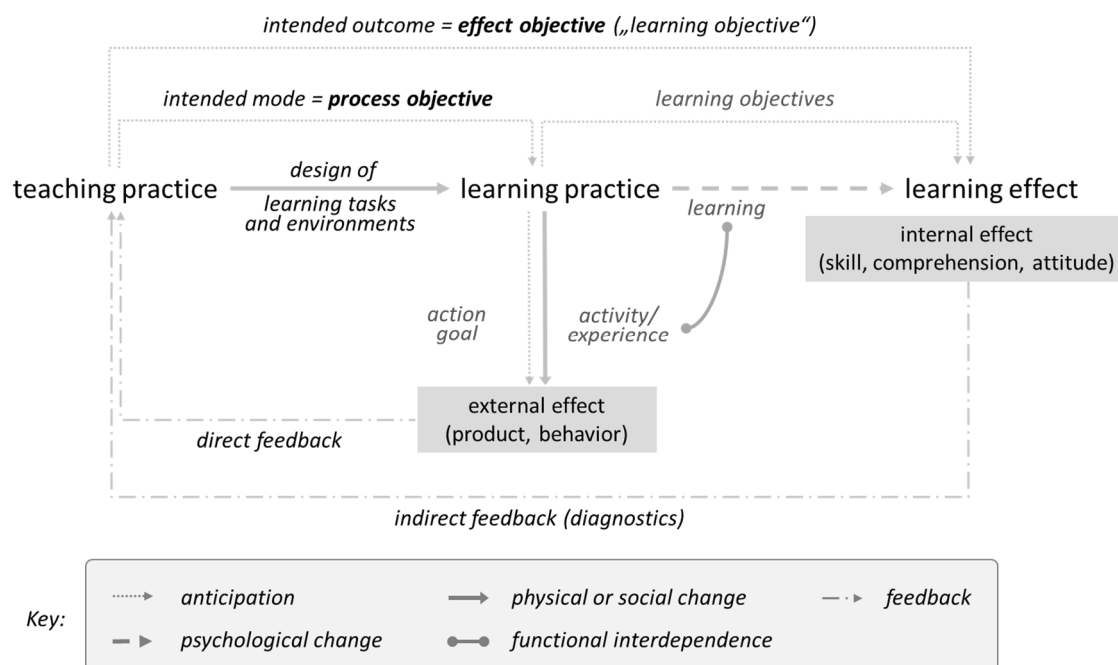 intended outcome = effect objective („learning objective“)
intended mode = process objective
learning objectives
teaching practice
design of
learning tasks
and environments
learning practice
learning
learning effect
internal effect
(skill, comprehension, attitude)
action
goal
activity/
experience
external effect
(product, behavior)
direct feedback
indirect feedback (diagnostics)
Key:
anticipation
physical or social change
feedback
psychological change
functional interdependence